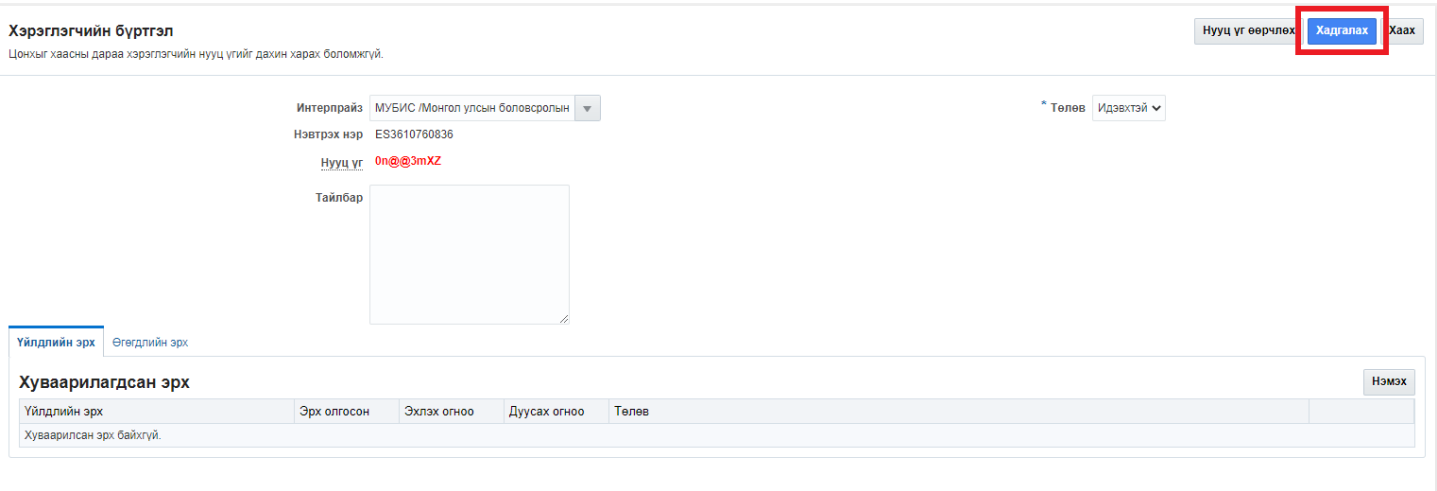 Хэрэглэгчийн бүртгэл
Цонхыг хаасны дараа хэрэглэгчийн нууц үгийг дахин харах боломжгүй.
Нууц үг өөрчлөх Хадгалах Хаах
Интерпрайз МУБИС /Монгол улсын боловсролын
* Төлөв Идэвхтэй
Нэвтрэх нэр ES3610760836
Нууц үг 0n@@3mXZ
Тайлбар
Үйлдлийн эрх Өгөгдлийн эрх
Хуваарилагдсан эрх
Нэмэх
Үйлдлийн эрх Эрх олгосон Эхлэх огноо Дуусах огноо Төлөв
Хуваарилсан эрх байхгүй.